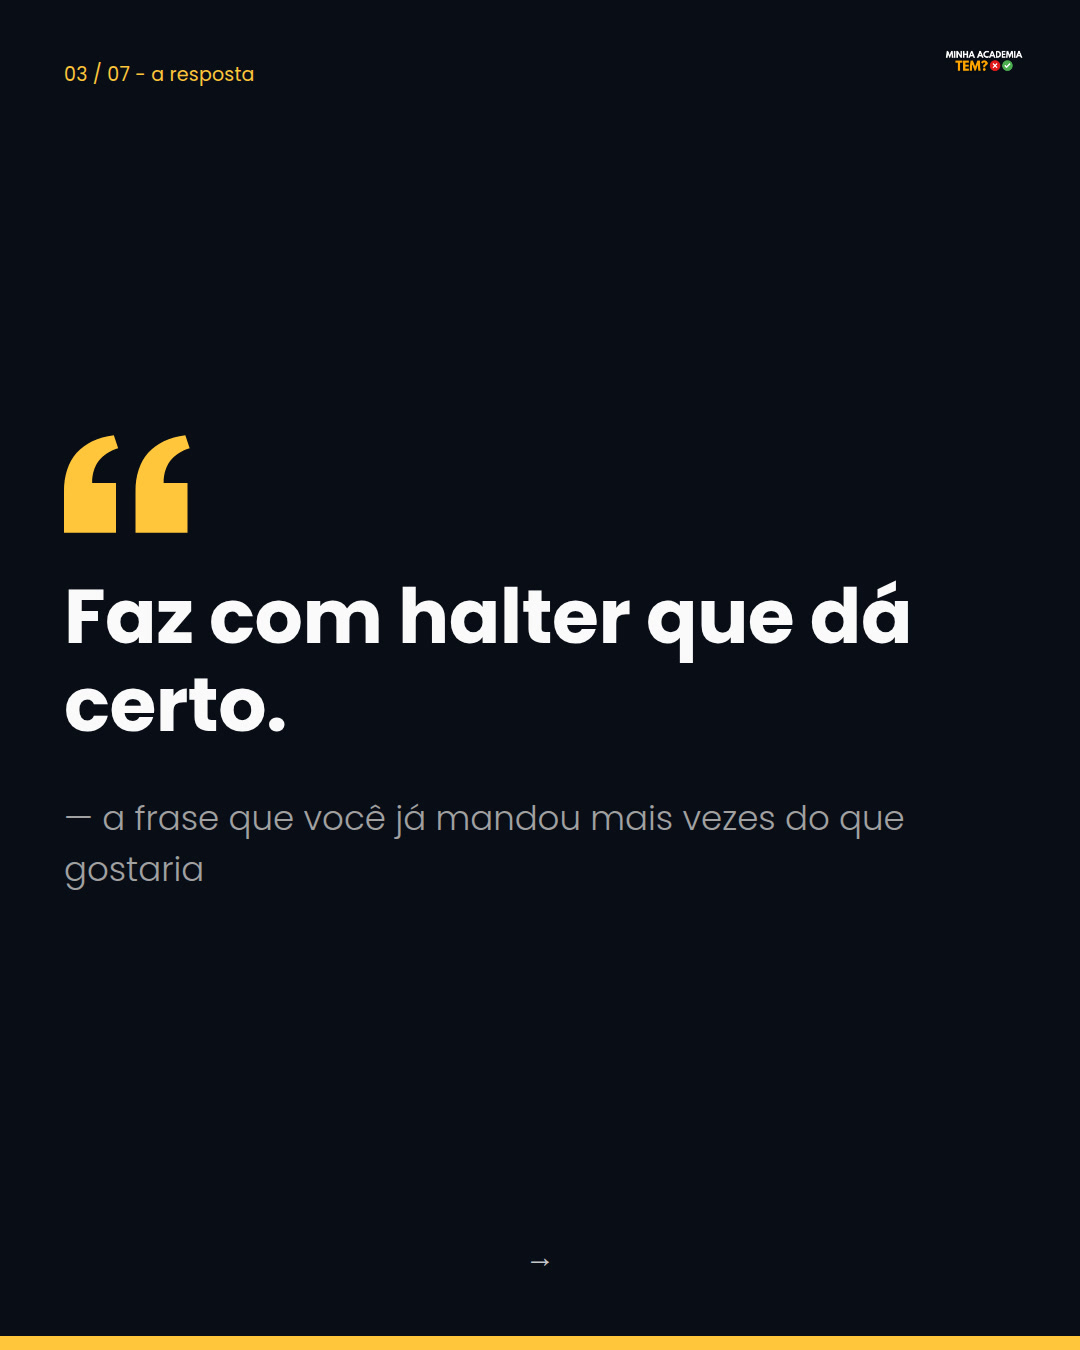 03 / 07 - a resposta
MINHA ACADEMIA
TEM?
“
Faz com halter que dá
certo.
— a frase que você já mandou mais vezes do que
gostaria
→